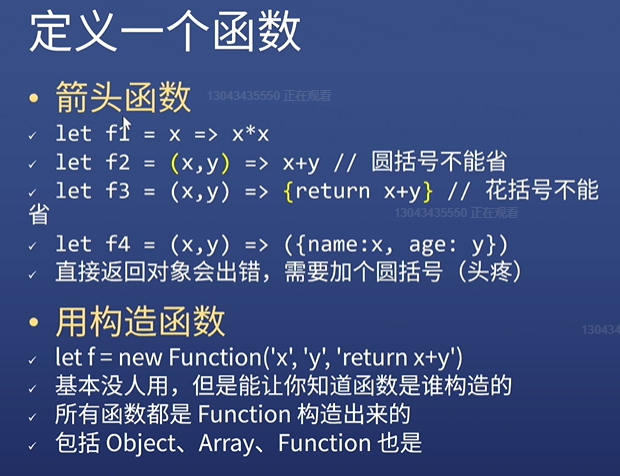 定义一个函数
• 箭头函数
13043435550 正在观看
✓ let f1 = x => x*x
✓ let f2 = (x,y) => x+y // 圆括号不能省
✓ let f3 = (x,y) => {return x+y} // 花括号不能
省
13043435550 正在观看
✓ let f4 = (x,y) => ({name:x, age: y})
✓ 直接返回对象会出错，需要加个圆括号（头疼）
• 用构造函数
130434
✓ let f = new Function('x', 'y', 'return x+y')
✓ 基本没人用，但是能让你知道函数是谁构造的
✓ 所有函数都是 Function 构造出来的
✓ 包括 Object、Array、Function 也是